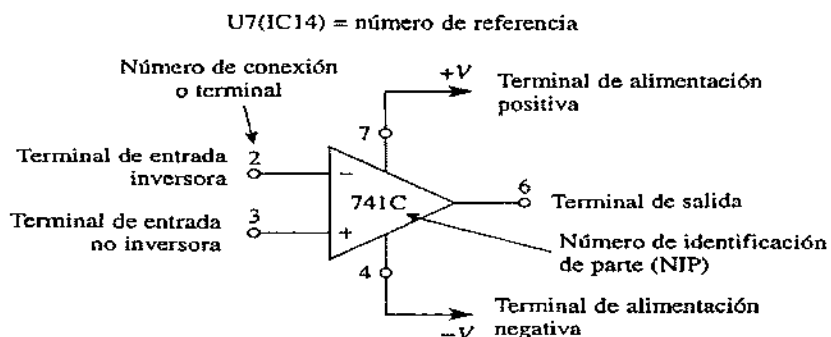 U7(IC14) = número de referencia
Número de conexión
o terminal
+V
Terminal de alimentación
positiva
7
Terminal de entrada
inversora
2
−
741C
6
Terminal de salida
Terminal de entrada
no inversora
3
+
Número de identificación
de parte (NIP)
4
−V
Terminal de alimentación
negativa